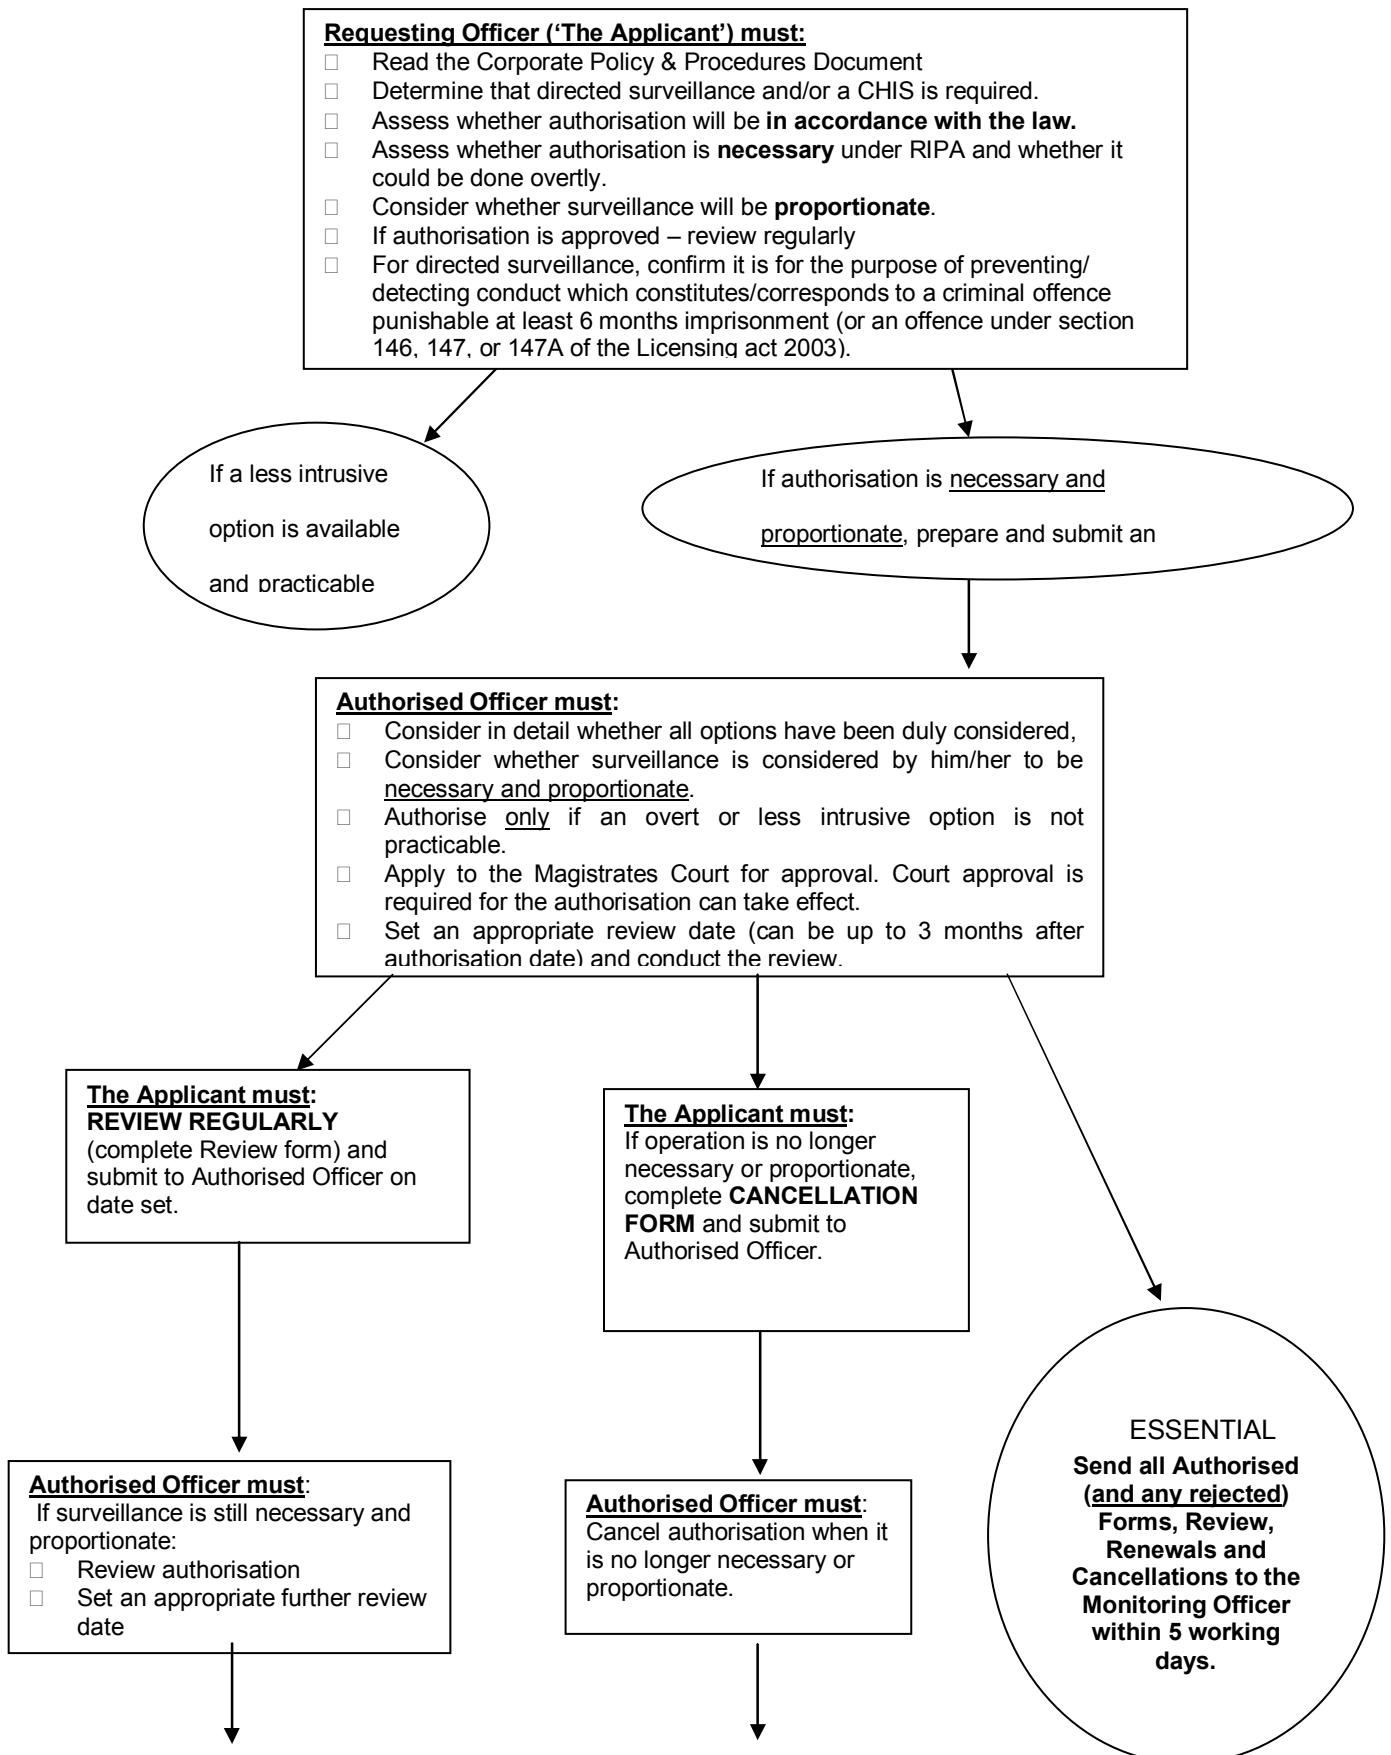 Requesting Officer (‘The Applicant’) must:
□ Read the Corporate Policy & Procedures Document
□ Determine that directed surveillance and/or a CHIS is required.
□ Assess whether authorisation will be in accordance with the law.
□ Assess whether authorisation is necessary under RIPA and whether it
could be done overtly.
□ Consider whether surveillance will be proportionate.
□ If authorisation is approved – review regularly
□ For directed surveillance, confirm it is for the purpose of preventing/
detecting conduct which constitutes/corresponds to a criminal offence
punishable at least 6 months imprisonment (or an offence under section
146, 147, or 147A of the Licensing act 2003).
If a less intrusive
option is available
and practicable
If authorisation is necessary and
proportionate, prepare and submit an
Authorised Officer must:
□ Consider in detail whether all options have been duly considered,
□ Consider whether surveillance is considered by him/her to be
necessary and proportionate.
□ Authorise only if an overt or less intrusive option is not
practicable.
□ Apply to the Magistrates Court for approval. Court approval is
required for the authorisation can take effect.
□ Set an appropriate review date (can be up to 3 months after
authorisation date) and conduct the review.
The Applicant must:
REVIEW REGULARLY
(complete Review form) and
submit to Authorised Officer on
date set.
The Applicant must:
If operation is no longer
necessary or proportionate,
complete CANCELLATION
FORM and submit to
Authorised Officer.
Authorised Officer must:
If surveillance is still necessary and
proportionate:
□ Review authorisation
□ Set an appropriate further review
date
Authorised Officer must:
Cancel authorisation when it
is no longer necessary or
proportionate.
ESSENTIAL
Send all Authorised
(and any rejected)
Forms, Review,
Renewals and
Cancellations to the
Monitoring Officer
within 5 working
days.